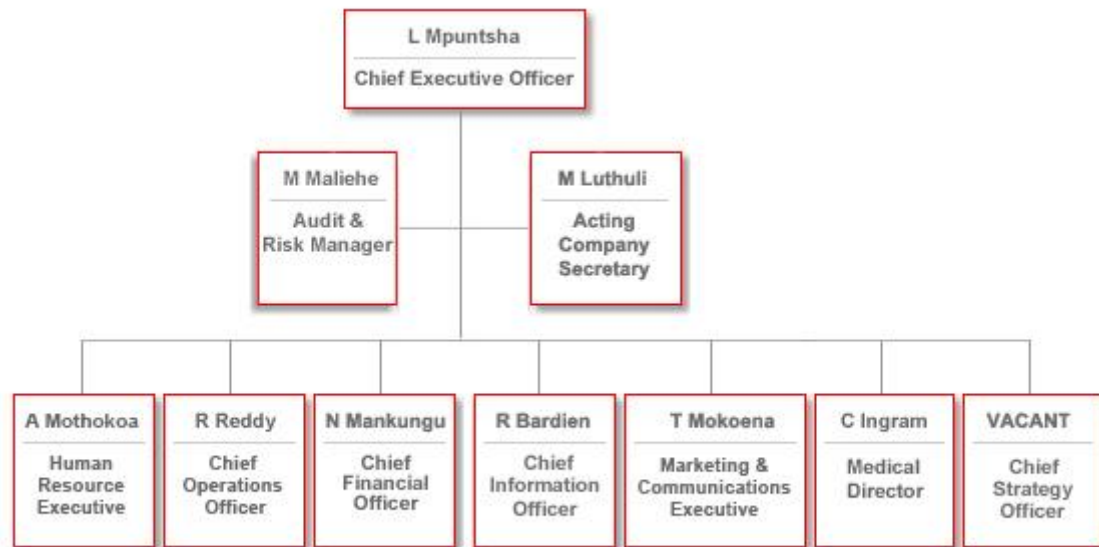 L Mpuntsha
Chief Executive Officer
M Maliehe
Audit &
Risk Manager
M Luthuli
Acting
Company
Secretary
A Mothokoa
Human
Resource
Executive
R Reddy
Chief
Operations
Officer
N Mankungu
Chief
Financial
Officer
R Bardien
Chief
Information
Officer
T Mokoena
Marketing &
Communications
Executive
C Ingram
Medical
Director
VACANT
Chief
Strategy
Officer